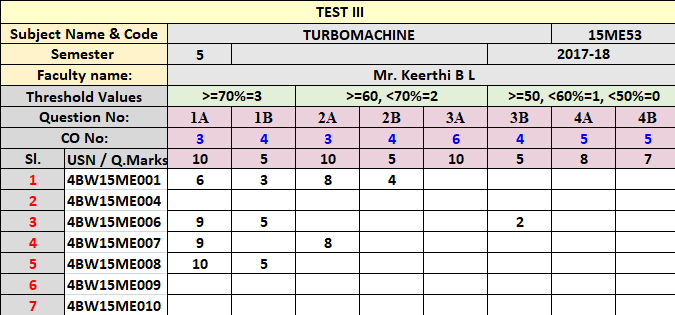 TEST III
Subject Name & Code TURBOMACHINE 15ME53
Semester 5 2017-18
Faculty name: Mr. Keerthi B L
Threshold Values >=70%=3 >=60, <70%=2 >=50, <60%=1, <50%=0
Question No: 1A 1B 2A 2B 3A 3B 4A 4B
CO No: 3 4 3 4 6 4 5 5
Sl. USN / Q.Marks 10 5 10 5 10 5 8 7
1 4BW15ME001 6 3 8 4
2 4BW15ME004
3 4BW15ME006 9 5 2
4 4BW15ME007 9 8
5 4BW15ME008 10 5
6 4BW15ME009
7 4BW15ME010